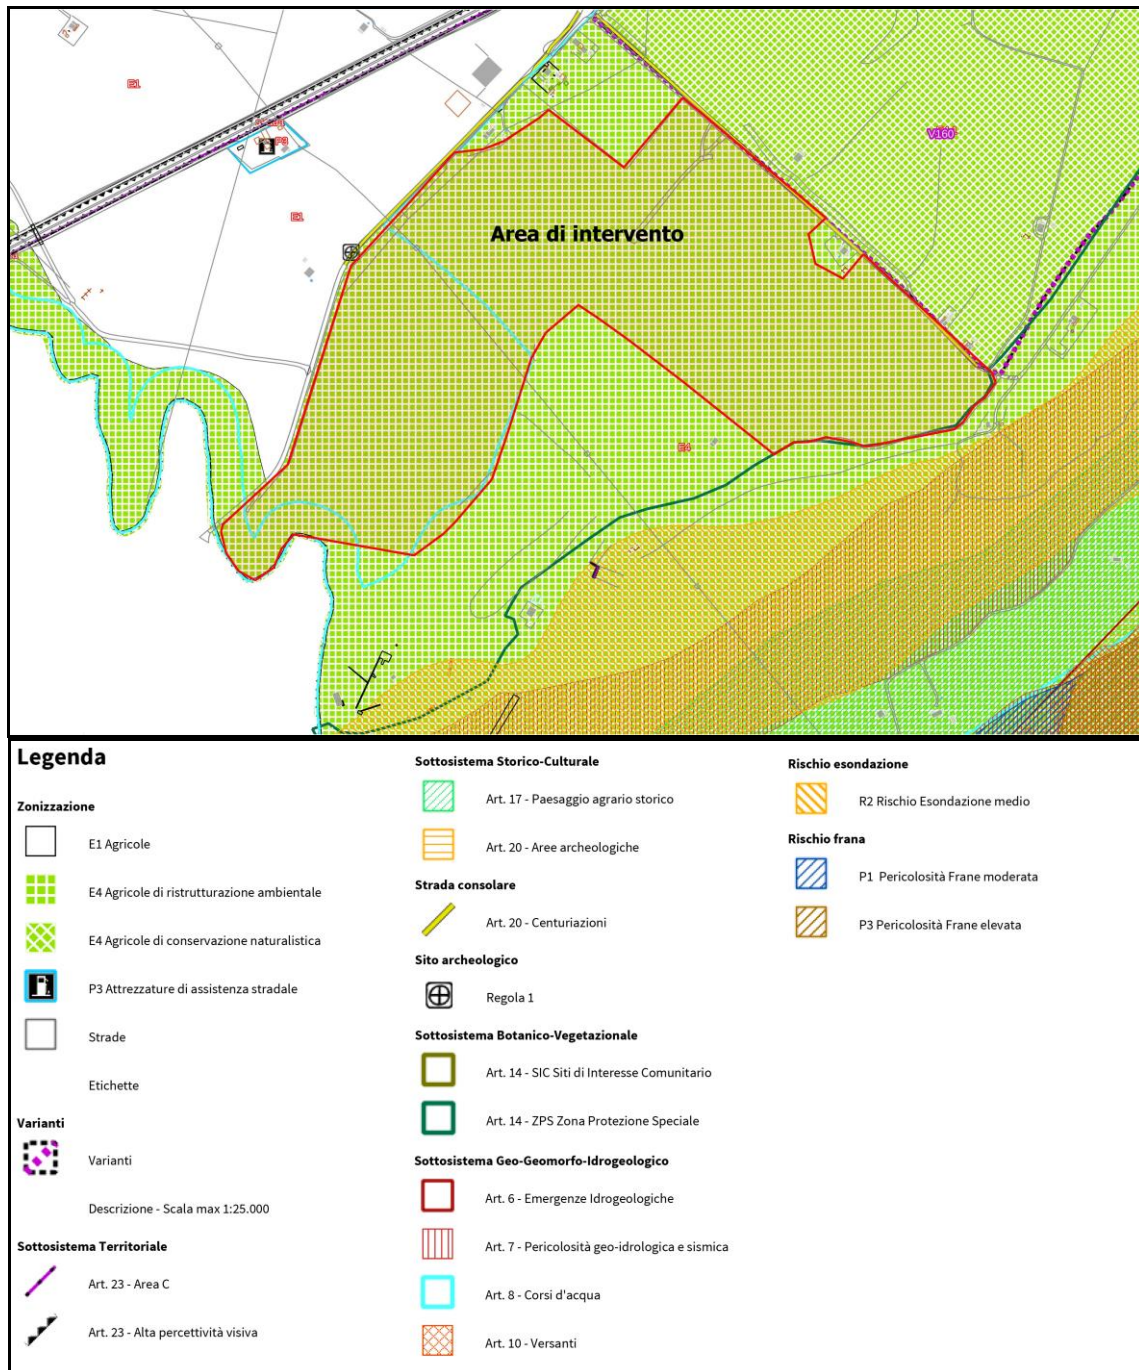 E1
P3
V160
E1
Area di intervento
E4
Legenda
Zonizzazione
E1 Agricole
E4 Agricole di ristrutturazione ambientale
E4 Agricole di conservazione naturalistica
P3 Attrezzature di assistenza stradale
Strade
Etichette
Varianti
Varianti
Descrizione - Scala max 1:25.000
Sottosistema Territoriale
Art. 23 - Area C
Art. 23 - Alta percettività visiva
Sottosistema Storico-Culturale
Art. 17 - Paesaggio agrario storico
Art. 20 - Aree archeologiche
Strada consolare
Art. 20 - Centuriazioni
Sito archeologico
Regola 1
Sottosistema Botanico-Vegetazionale
Art. 14 - SIC Siti di Interesse Comunitario
Art. 14 - ZPS Zona Protezione Speciale
Sottosistema Geo-Geomorfo-Idrogeologico
Art. 6 - Emergenze Idrogeologiche
Art. 7 - Pericolosità geo-idrologica e sismica
Art. 8 - Corsi d'acqua
Art. 10 - Versanti
Rischio esondazione
R2 Rischio Esondazione medio
Rischio frana
P1 Pericolosità Frane moderata
P3 Pericolosità Frane elevata